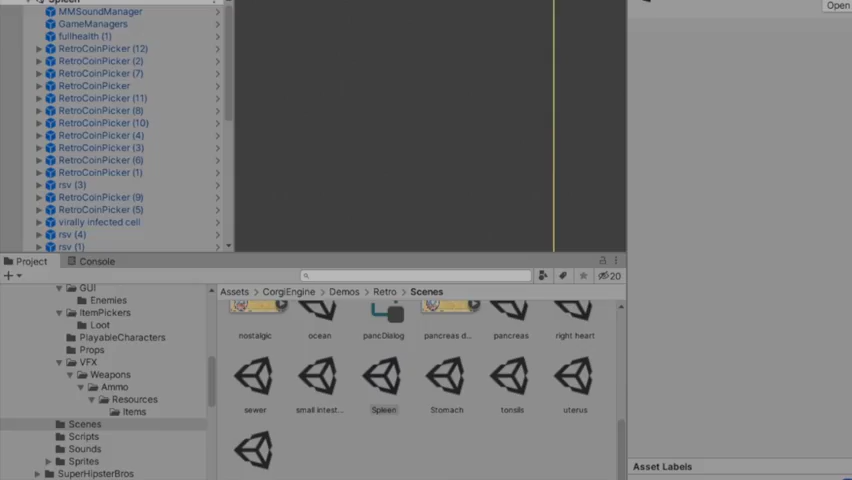 Spleen
Open
MMSoundManager
GameManagers
fullhealth (1)
RetroCoinPicker (12)
RetroCoinPicker (2)
RetroCoinPicker (7)
RetroCoinPicker
RetroCoinPicker (11)
RetroCoinPicker (8)
RetroCoinPicker (10)
RetroCoinPicker (4)
RetroCoinPicker (3)
RetroCoinPicker (6)
RetroCoinPicker (1)
rsv (3)
RetroCoinPicker (9)
RetroCoinPicker (5)
virally infected cell
rsv (4)
rsv (1)
Project Console
20
GUI
Enemies
ItemPickers
Loot
PlayableCharacters
Props
VFX
Weapons
Ammo
Resources
Items
Scenes
Scripts
Sounds
Sprites
SuperHipsterBros
Assets CorgiEngine Demos Retro Scenes
nostalgic ocean pancDialog pancreas d... pancreas right heart
sewer small intest... Spleen Stomach tonsils uterus
Asset Labels